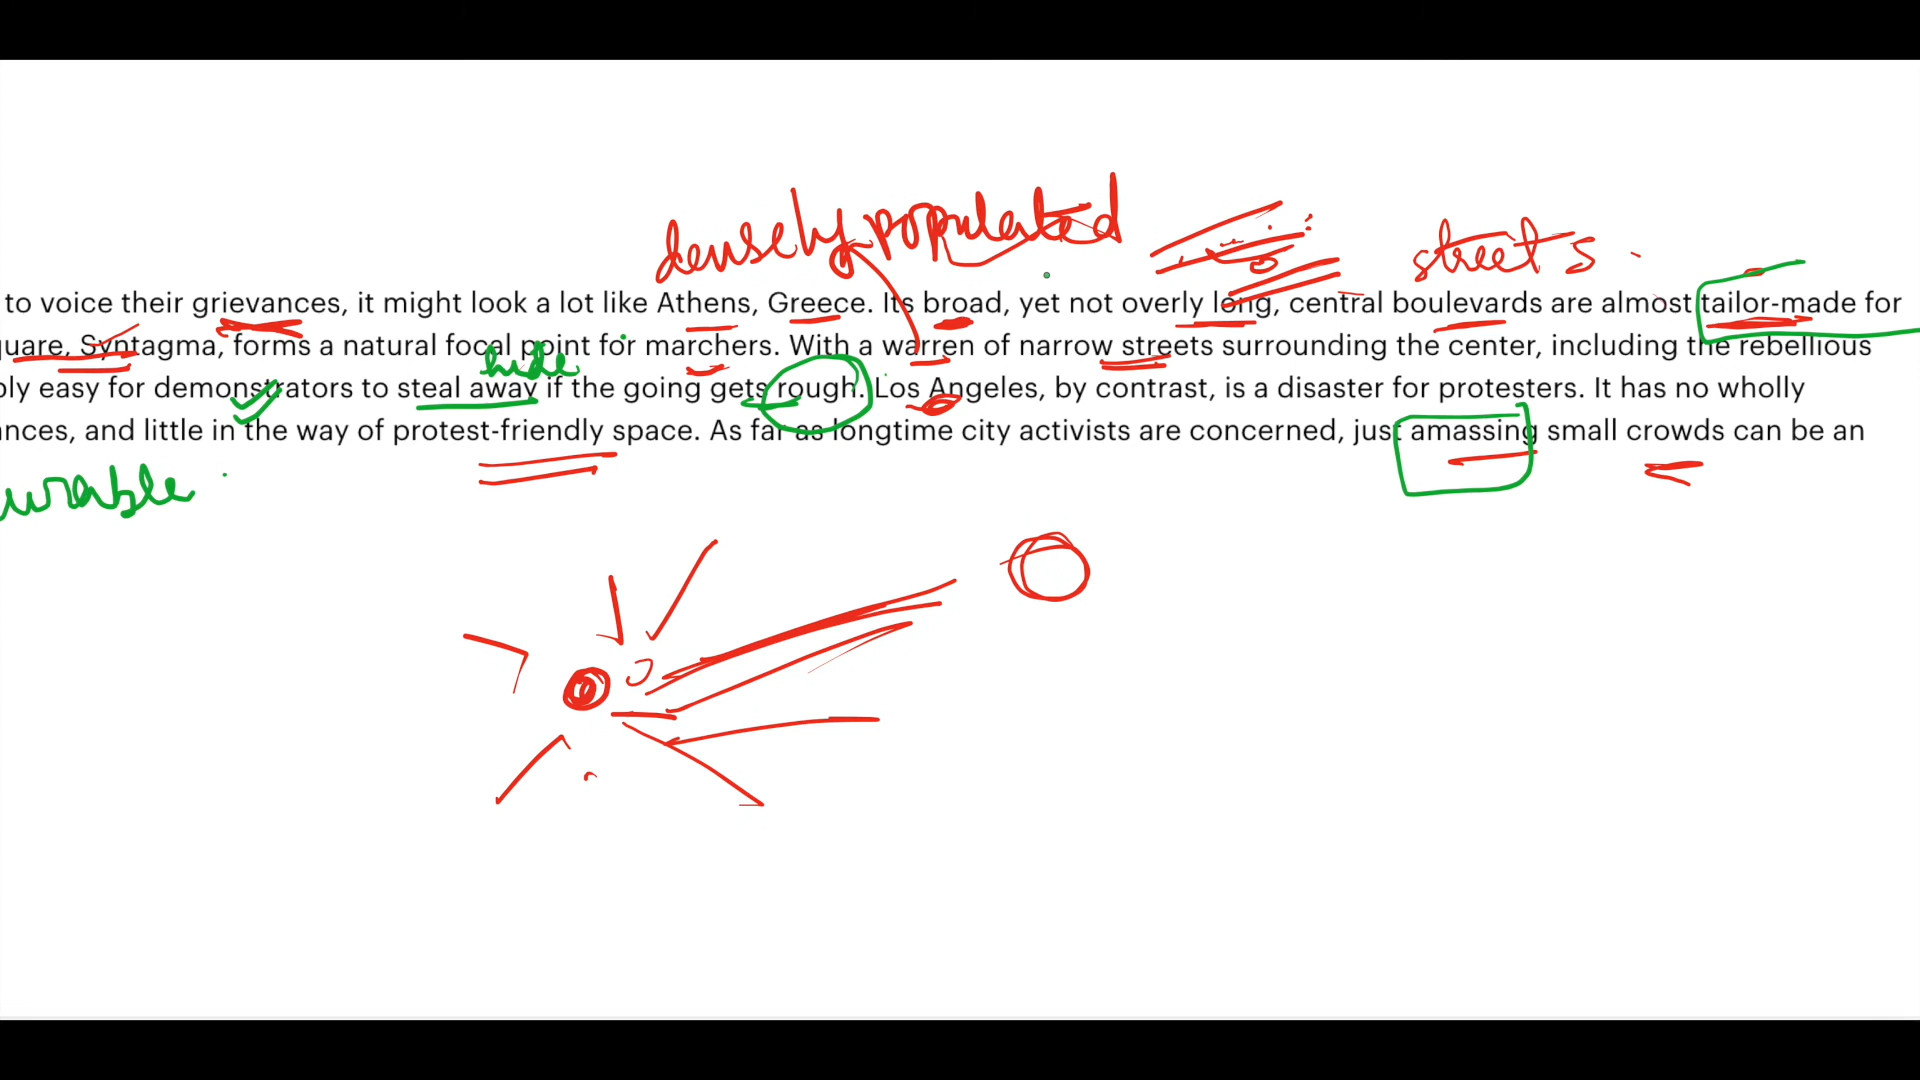 densely populated
streets
to voice their grievances, it might look a lot like Athens, Greece. Its broad, yet not overly long, central boulevards are almost tailor-made for
uare, Syntagma, forms a natural focal point for marchers. With a warren of narrow streets surrounding the center, including the rebellious
hide
bly easy for demonstrators to steal away if the going gets rough. Los Angeles, by contrast, is a disaster for protesters. It has no wholly
ances, and little in the way of protest-friendly space. As far as longtime city activists are concerned, just amassing small crowds can be an
urable